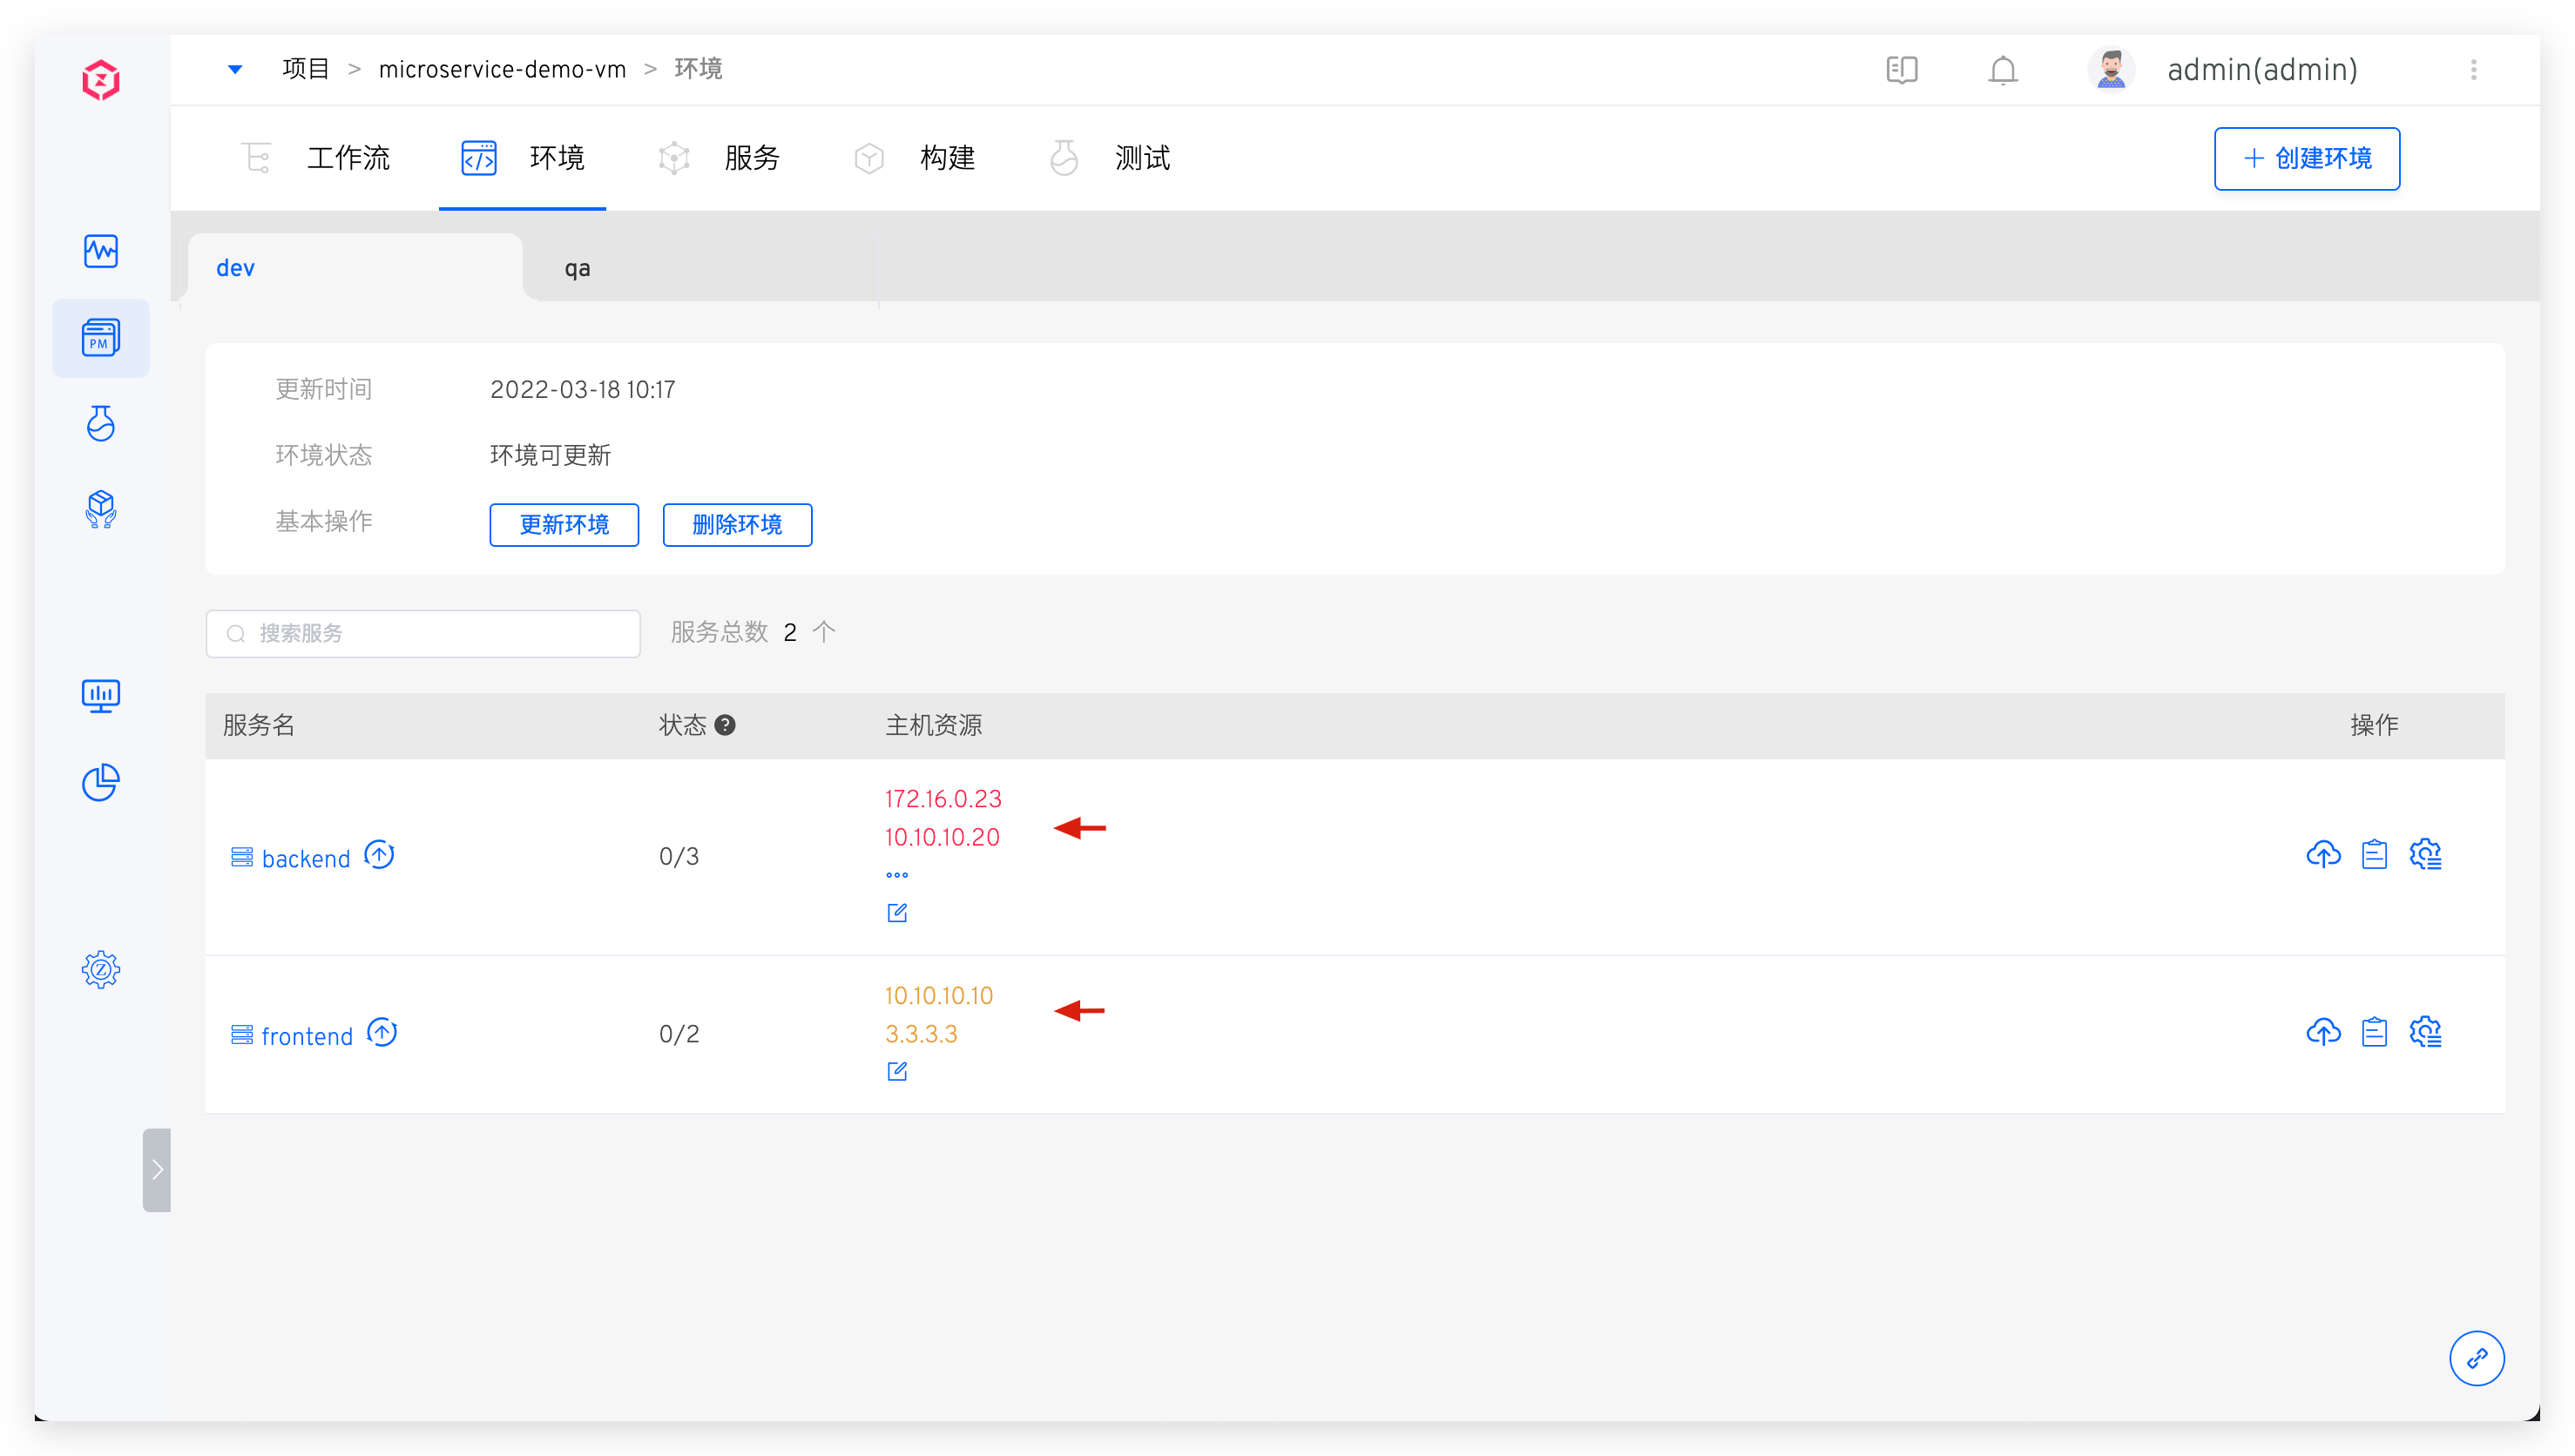 项目 > microservice-demo-vm > 环境
admin(admin)
工作流
环境
服务
构建
测试
+ 创建环境
dev
qa
PM
更新时间 2022-03-18 10:17
环境状态 环境可更新
基本操作 更新环境 删除环境
搜索服务
服务总数 2 个
服务名 状态 ? 主机资源 操作
172.16.0.23
10.10.10.20
backend 0/3
10.10.10.10
3.3.3.3
frontend 0/2